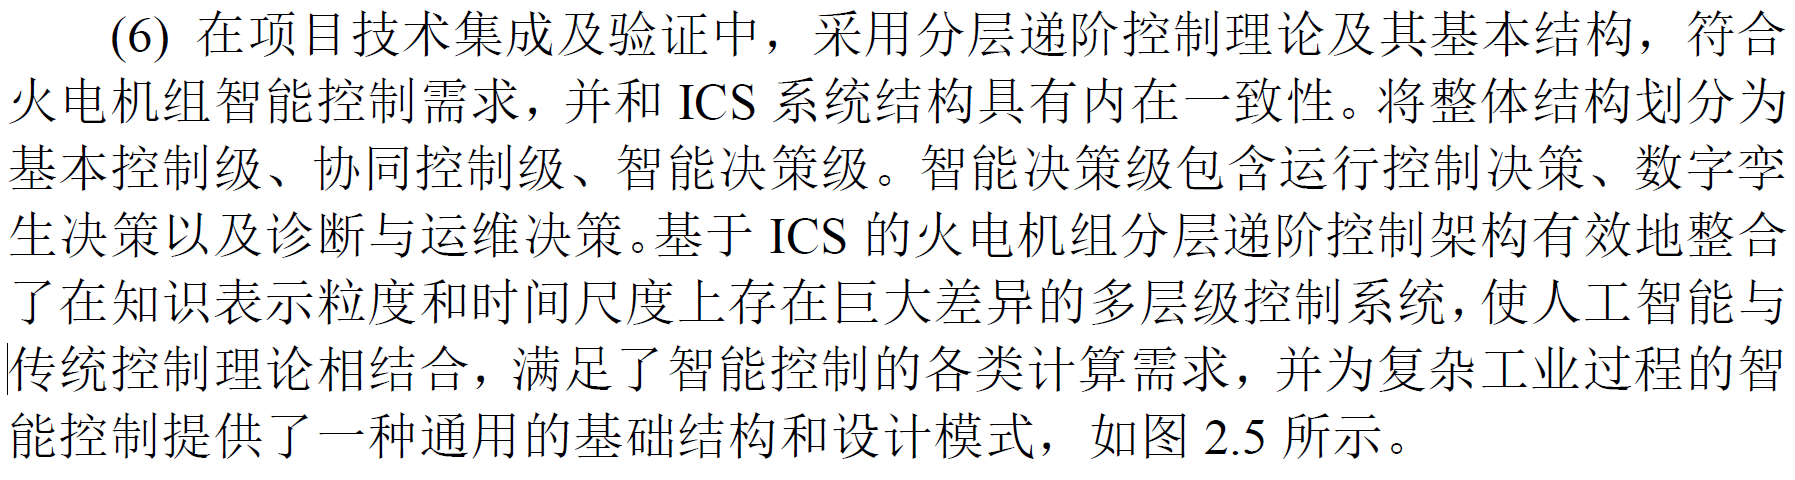 (6) 在项目技术集成及验证中，采用分层递阶控制理论及其基本结构，符合
火电机组智能控制需求，并和 ICS 系统结构具有内在一致性。将整体结构划分为
基本控制级、协同控制级、智能决策级。智能决策级包含运行控制决策、数字孪
生决策以及诊断与运维决策。基于 ICS 的火电机组分层递阶控制架构有效地整合
了在知识表示粒度和时间尺度上存在巨大差异的多层级控制系统，使人工智能与
传统控制理论相结合，满足了智能控制的各类计算需求，并为复杂工业过程的智
能控制提供了一种通用的基础结构和设计模式，如图 2.5 所示。